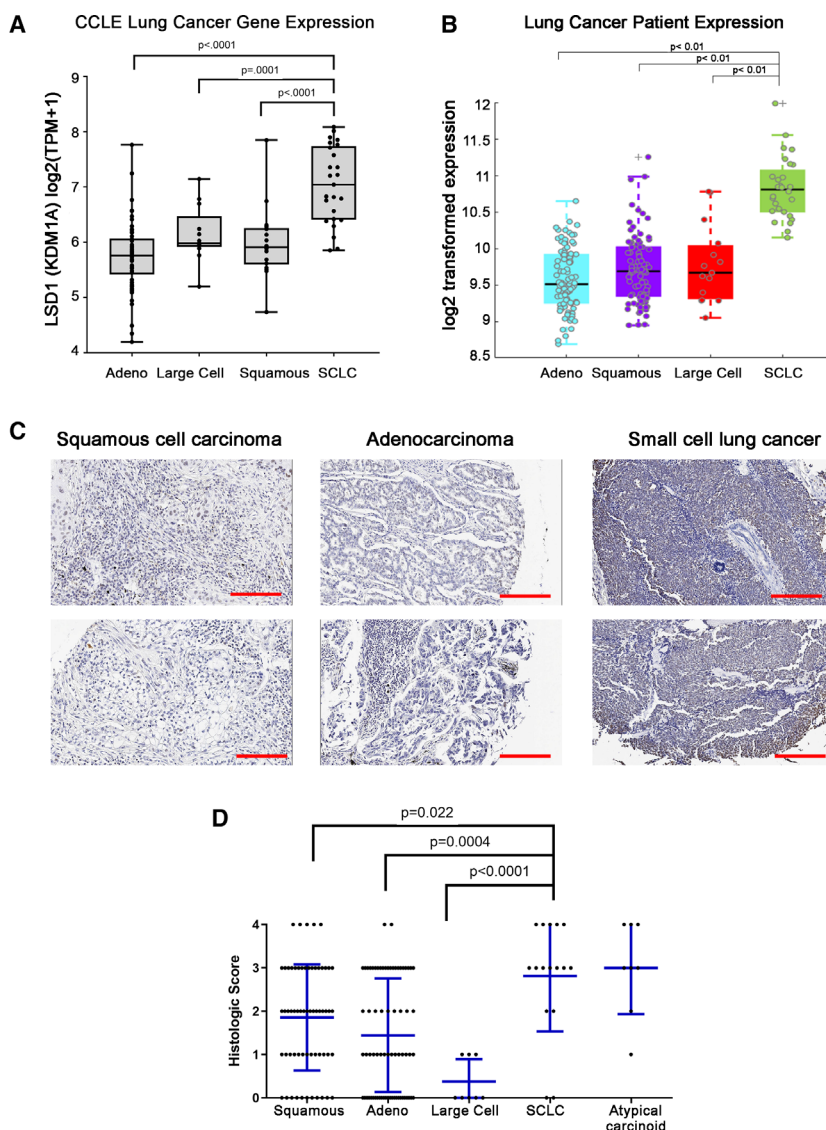 A
CCLE Lung Cancer Gene Expression
p<.0001
p=.0001
p<.0001
LSD1 (KDM1A) log2(TPM+1)
9
8
7
6
5
4
Adeno Large Cell Squamous SCLC
B
Lung Cancer Patient Expression
p< 0.01
p< 0.01
p< 0.01
log2 transformed expression
12
11.5
11
10.5
10
9.5
9
8.5
Adeno Squamous Large Cell SCLC
C
Squamous cell carcinoma
Adenocarcinoma
Small cell lung cancer
D
p=0.022
p=0.0004
p<0.0001
Histologic Score
4
3
2
1
0
Squamous Adeno Large Cell SCLC Atypical
carcinoid